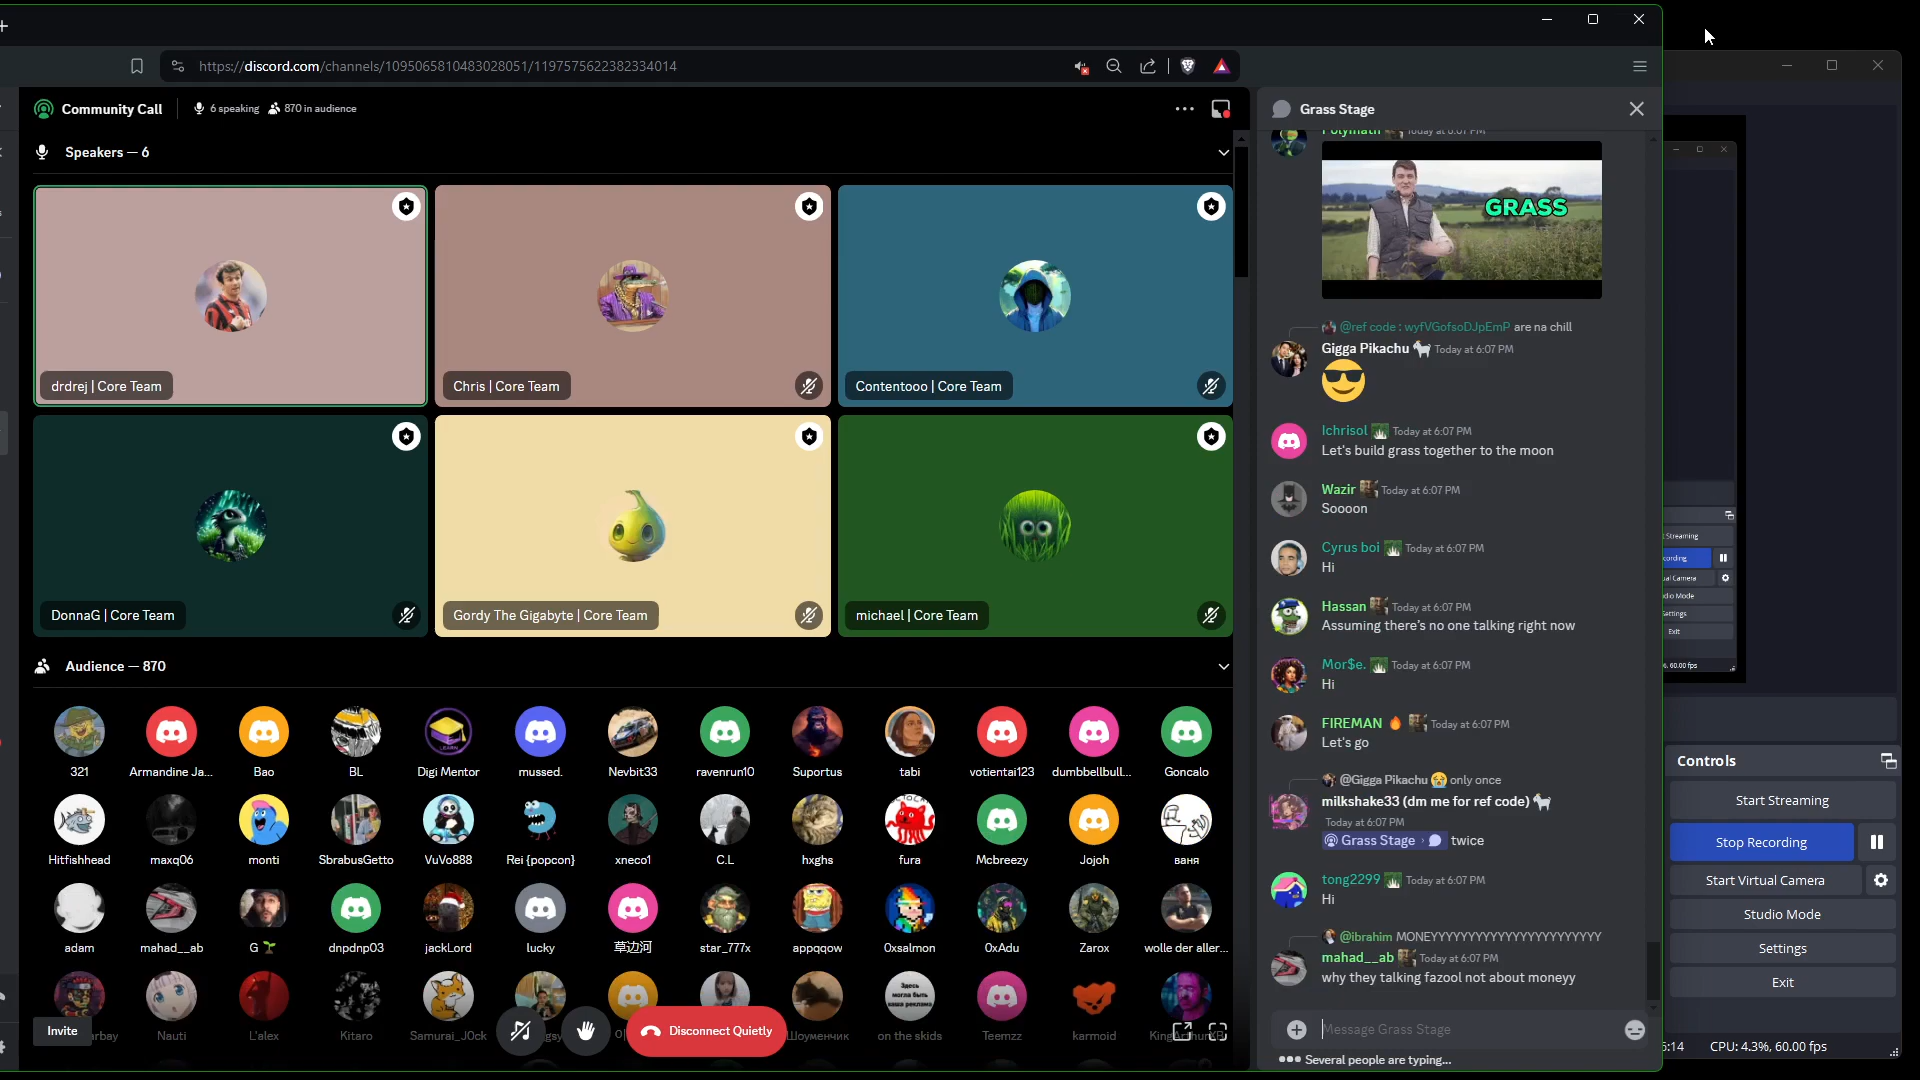 https://discord.com/channels/1095065810483028051/1197575622382334014
Community Call
6 speaking
870 in audience
Speakers — 6
drdrej | Core Team
Chris | Core Team
Contentooo | Core Team
DonnaG | Core Team
Gordy The Gigabyte | Core Team
michael | Core Team
Audience — 870
321
Armandine Ja...
Bao
BL
Digi Mentor
mussed.
Nevbit33
ravenrun10
Suportus
tabi
votientai123
dumbbellbull...
Goncalo
Hitfishhead
maxq06
monti
SbrabusGetto
VuVo888
Rei {popcon}
xneco1
C.L
hxghs
fura
Mcbreezy
Jojoh
ваня
adam
mahad__ab
G
dnpdnp03
jackLord
lucky
草边河
star_777x
appqqow
0xsalmon
0xAdu
Zarox
wolle der aller...
Nauti
L'alex
Kitaro
Samurai_J0ck
Шоуменчик
on the skids
Teemzz
karmoid
Invite
Disconnect Quietly
Grass Stage
Polymath Today at 6:01 PM
GRASS
@ref code : wyfVGofsoDJpEmP are na chill
Gigga Pikachu Today at 6:07 PM
Ichrisol Today at 6:07 PM
Let's build grass together to the moon
Wazir Today at 6:07 PM
Soooon
Cyrus boi Today at 6:07 PM
Hi
Hassan Today at 6:07 PM
Assuming there's no one talking right now
Mor$e. Today at 6:07 PM
Hi
FIREMAN Today at 6:07 PM
Let's go
@Gigga Pikachu only once
milkshake33 (dm me for ref code)
Today at 6:07 PM
Grass Stage › twice
tong2299 Today at 6:07 PM
Hi
@ibrahim MONEYYYYYYYYYYYYYYYYYYYYYYY
mahad__ab Today at 6:07 PM
why they talking fazool not about moneyy
Message Grass Stage
Several people are typing...
Controls
Start Streaming
Stop Recording
Start Virtual Camera
Studio Mode
Settings
Exit
CPU: 4.3%, 60.00 fps